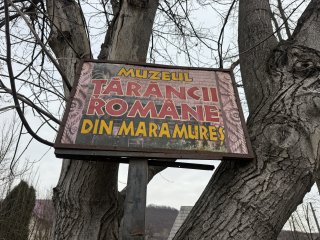 MUZEUL
ȚĂRĂNCII
ROMÂNE
DIN MARAMUREȘ